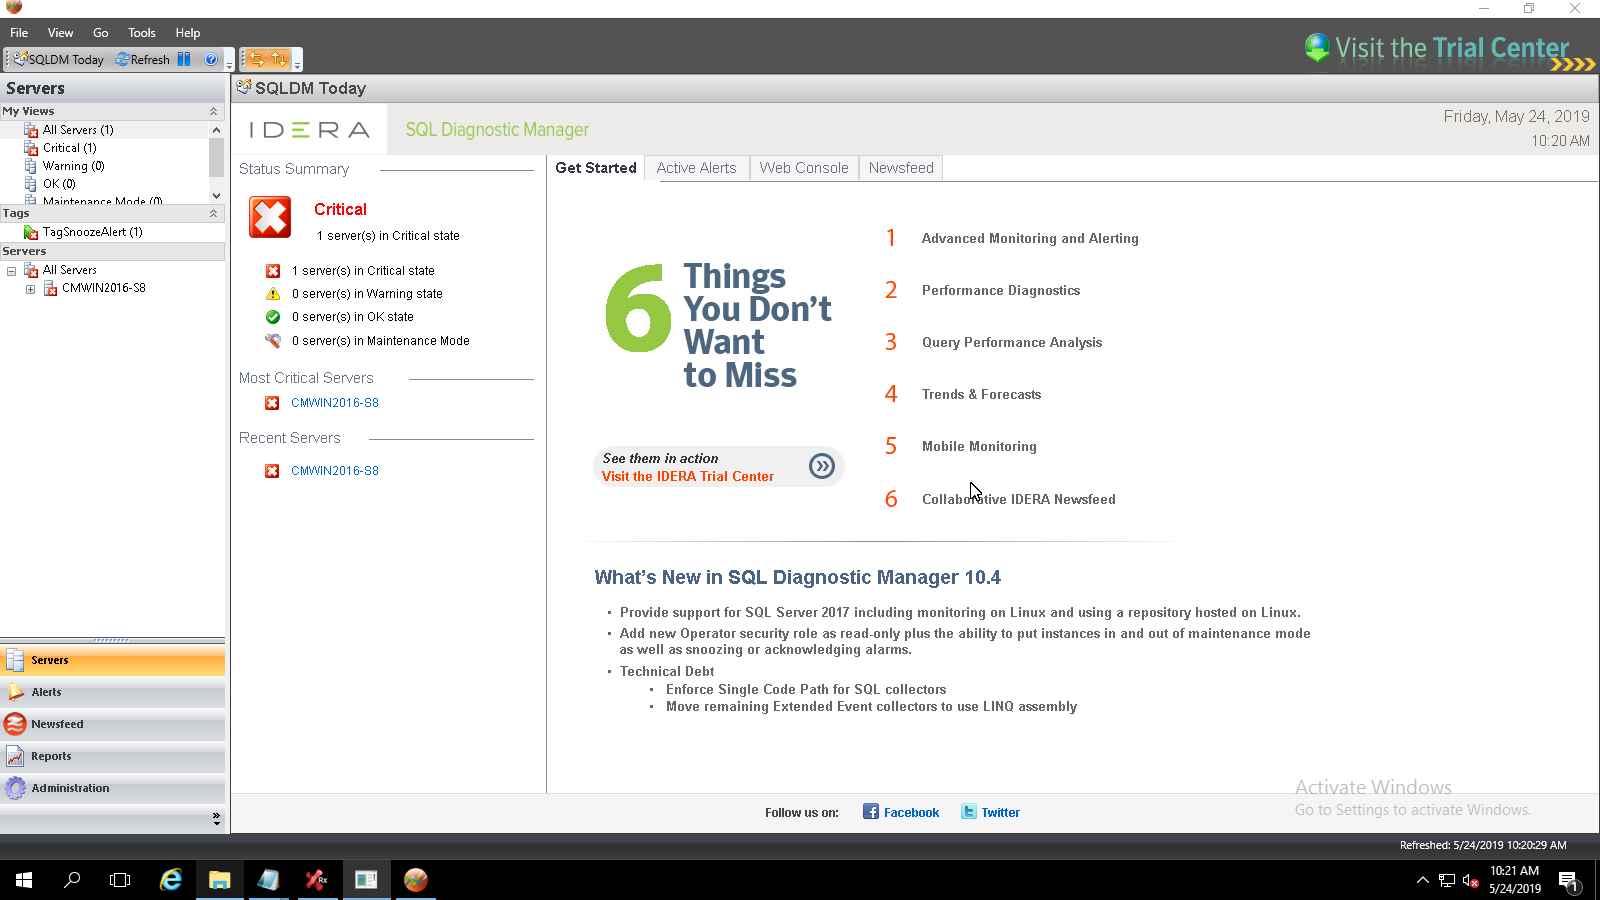 File View Go Tools Help
Visit the Trial Center
SQLDM Today Refresh
Servers
My Views
All Servers (1)
Critical (1)
Warning (0)
OK (0)
Maintenance Mode (0)
Tags
TagSnoozeAlert (1)
Servers
All Servers
CMWIN2016-S8
Servers
Alerts
Newsfeed
Reports
Administration
SQLDM Today
IDERA SQL Diagnostic Manager
Friday, May 24, 2019
10:20 AM
Status Summary
Critical
1 server(s) in Critical state
1 server(s) in Critical state
0 server(s) in Warning state
0 server(s) in OK state
0 server(s) in Maintenance Mode
Most Critical Servers
CMWIN2016-S8
Recent Servers
CMWIN2016-S8
Get Started Active Alerts Web Console Newsfeed
6 Things
You Don't
Want
to Miss
See them in action
Visit the IDERA Trial Center
1 Advanced Monitoring and Alerting
2 Performance Diagnostics
3 Query Performance Analysis
4 Trends & Forecasts
5 Mobile Monitoring
6 Collaborative IDERA Newsfeed
What's New in SQL Diagnostic Manager 10.4
• Provide support for SQL Server 2017 including monitoring on Linux and using a repository hosted on Linux.
• Add new Operator security role as read-only plus the ability to put instances in and out of maintenance mode
as well as snoozing or acknowledging alarms.
• Technical Debt
• Enforce Single Code Path for SQL collectors
• Move remaining Extended Event collectors to use LINQ assembly
Activate Windows
Go to Settings to activate Windows.
Follow us on: Facebook Twitter
Refreshed: 5/24/2019 10:20:29 AM
10:21 AM
5/24/2019
1